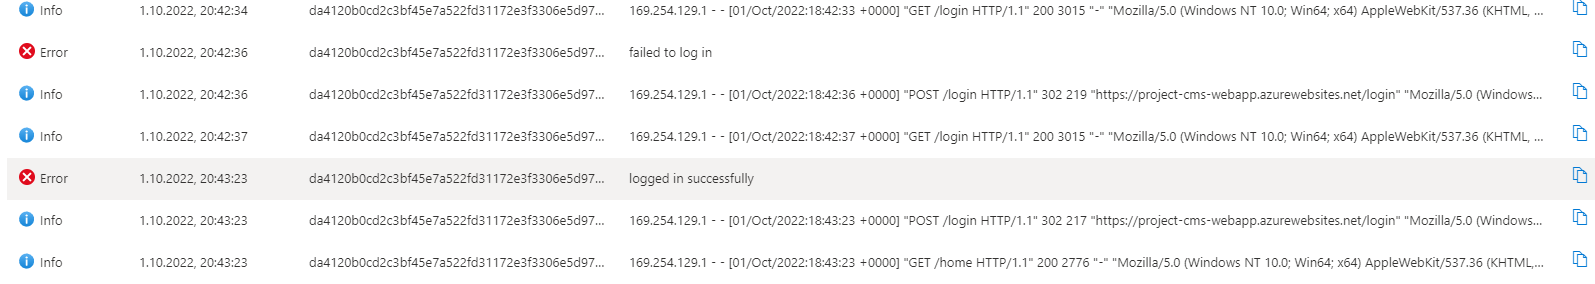 Info 1.10.2022, 20:42:34 da4120b0cd2c3bf45e7a522fd31172e3f3306e5d97... 169.254.129.1 - - [01/Oct/2022:18:42:33 +0000] "GET /login HTTP/1.1" 200 3015 "-" "Mozilla/5.0 (Windows NT 10.0; Win64; x64) AppleWebKit/537.36 (KHTML, ...
Error 1.10.2022, 20:42:36 da4120b0cd2c3bf45e7a522fd31172e3f3306e5d97... failed to log in
Info 1.10.2022, 20:42:36 da4120b0cd2c3bf45e7a522fd31172e3f3306e5d97... 169.254.129.1 - - [01/Oct/2022:18:42:36 +0000] "POST /login HTTP/1.1" 302 219 "https://project-cms-webapp.azurewebsites.net/login" "Mozilla/5.0 (Windows...
Info 1.10.2022, 20:42:37 da4120b0cd2c3bf45e7a522fd31172e3f3306e5d97... 169.254.129.1 - - [01/Oct/2022:18:42:37 +0000] "GET /login HTTP/1.1" 200 3015 "-" "Mozilla/5.0 (Windows NT 10.0; Win64; x64) AppleWebKit/537.36 (KHTML, ...
Error 1.10.2022, 20:43:23 da4120b0cd2c3bf45e7a522fd31172e3f3306e5d97... logged in successfully
Info 1.10.2022, 20:43:23 da4120b0cd2c3bf45e7a522fd31172e3f3306e5d97... 169.254.129.1 - - [01/Oct/2022:18:43:23 +0000] "POST /login HTTP/1.1" 302 217 "https://project-cms-webapp.azurewebsites.net/login" "Mozilla/5.0 (Windows...
Info 1.10.2022, 20:43:23 da4120b0cd2c3bf45e7a522fd31172e3f3306e5d97... 169.254.129.1 - - [01/Oct/2022:18:43:23 +0000] "GET /home HTTP/1.1" 200 2776 "-" "Mozilla/5.0 (Windows NT 10.0; Win64; x64) AppleWebKit/537.36 (KHTML,...